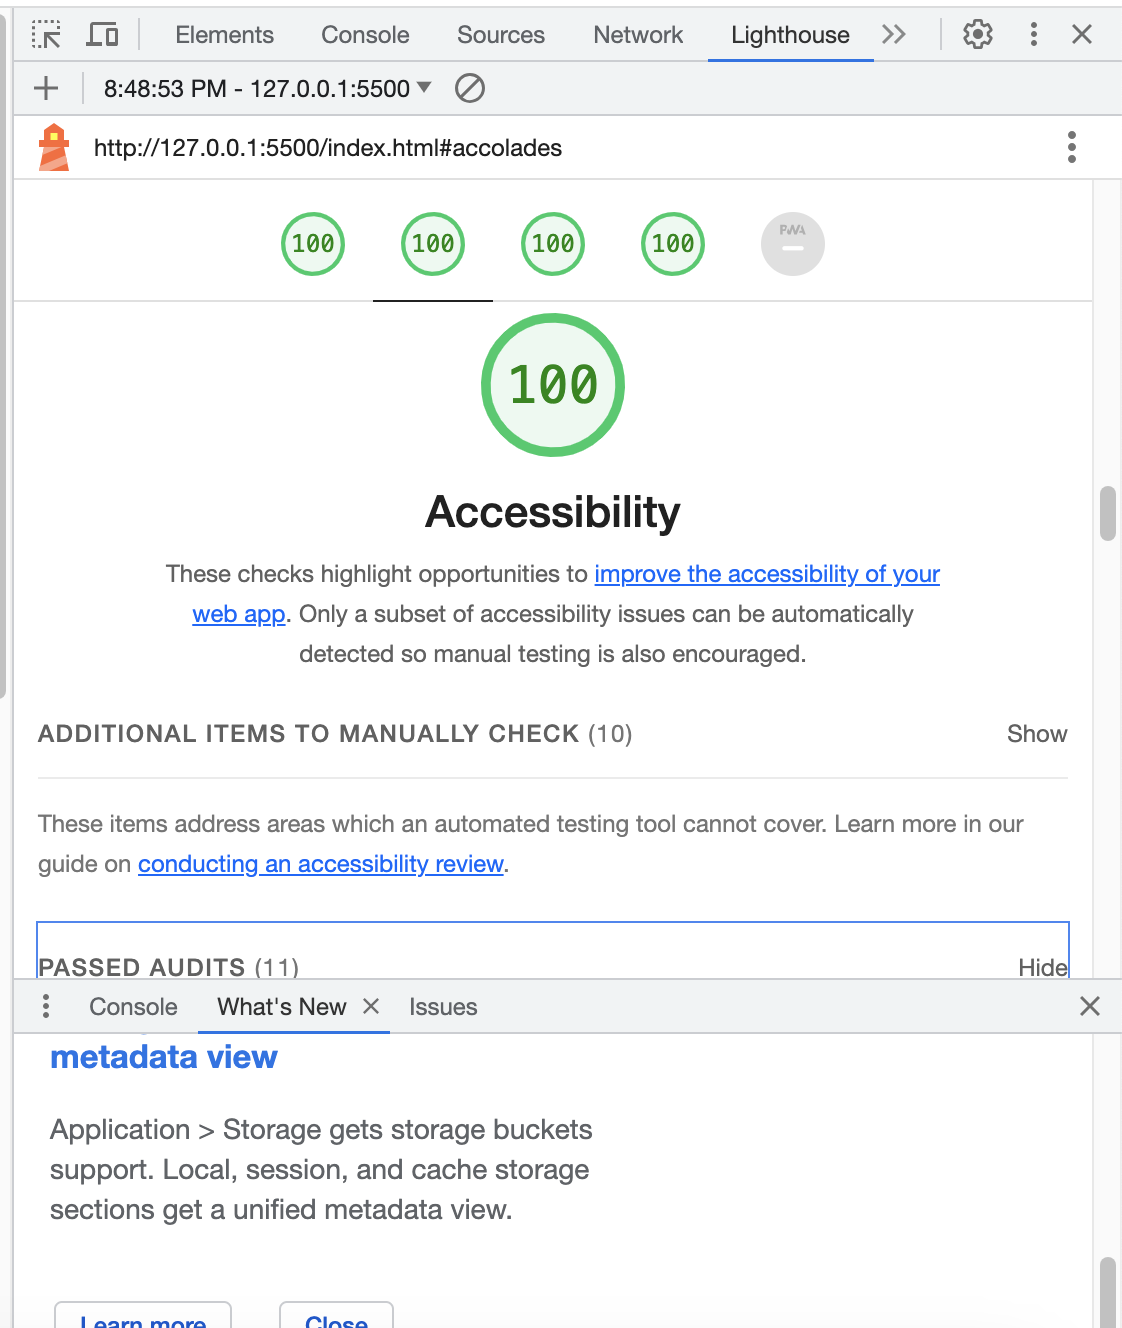 Elements Console Sources Network Lighthouse
8:48:53 PM - 127.0.0.1:5500
http://127.0.0.1:5500/index.html#accolades
100 100 100 100 PWA
100
Accessibility
These checks highlight opportunities to improve the accessibility of your
web app. Only a subset of accessibility issues can be automatically
detected so manual testing is also encouraged.
ADDITIONAL ITEMS TO MANUALLY CHECK (10) Show
These items address areas which an automated testing tool cannot cover. Learn more in our
guide on conducting an accessibility review.
PASSED AUDITS (11) Hide
Console What's New Issues
metadata view
Application > Storage gets storage buckets
support. Local, session, and cache storage
sections get a unified metadata view.
Learn more Close